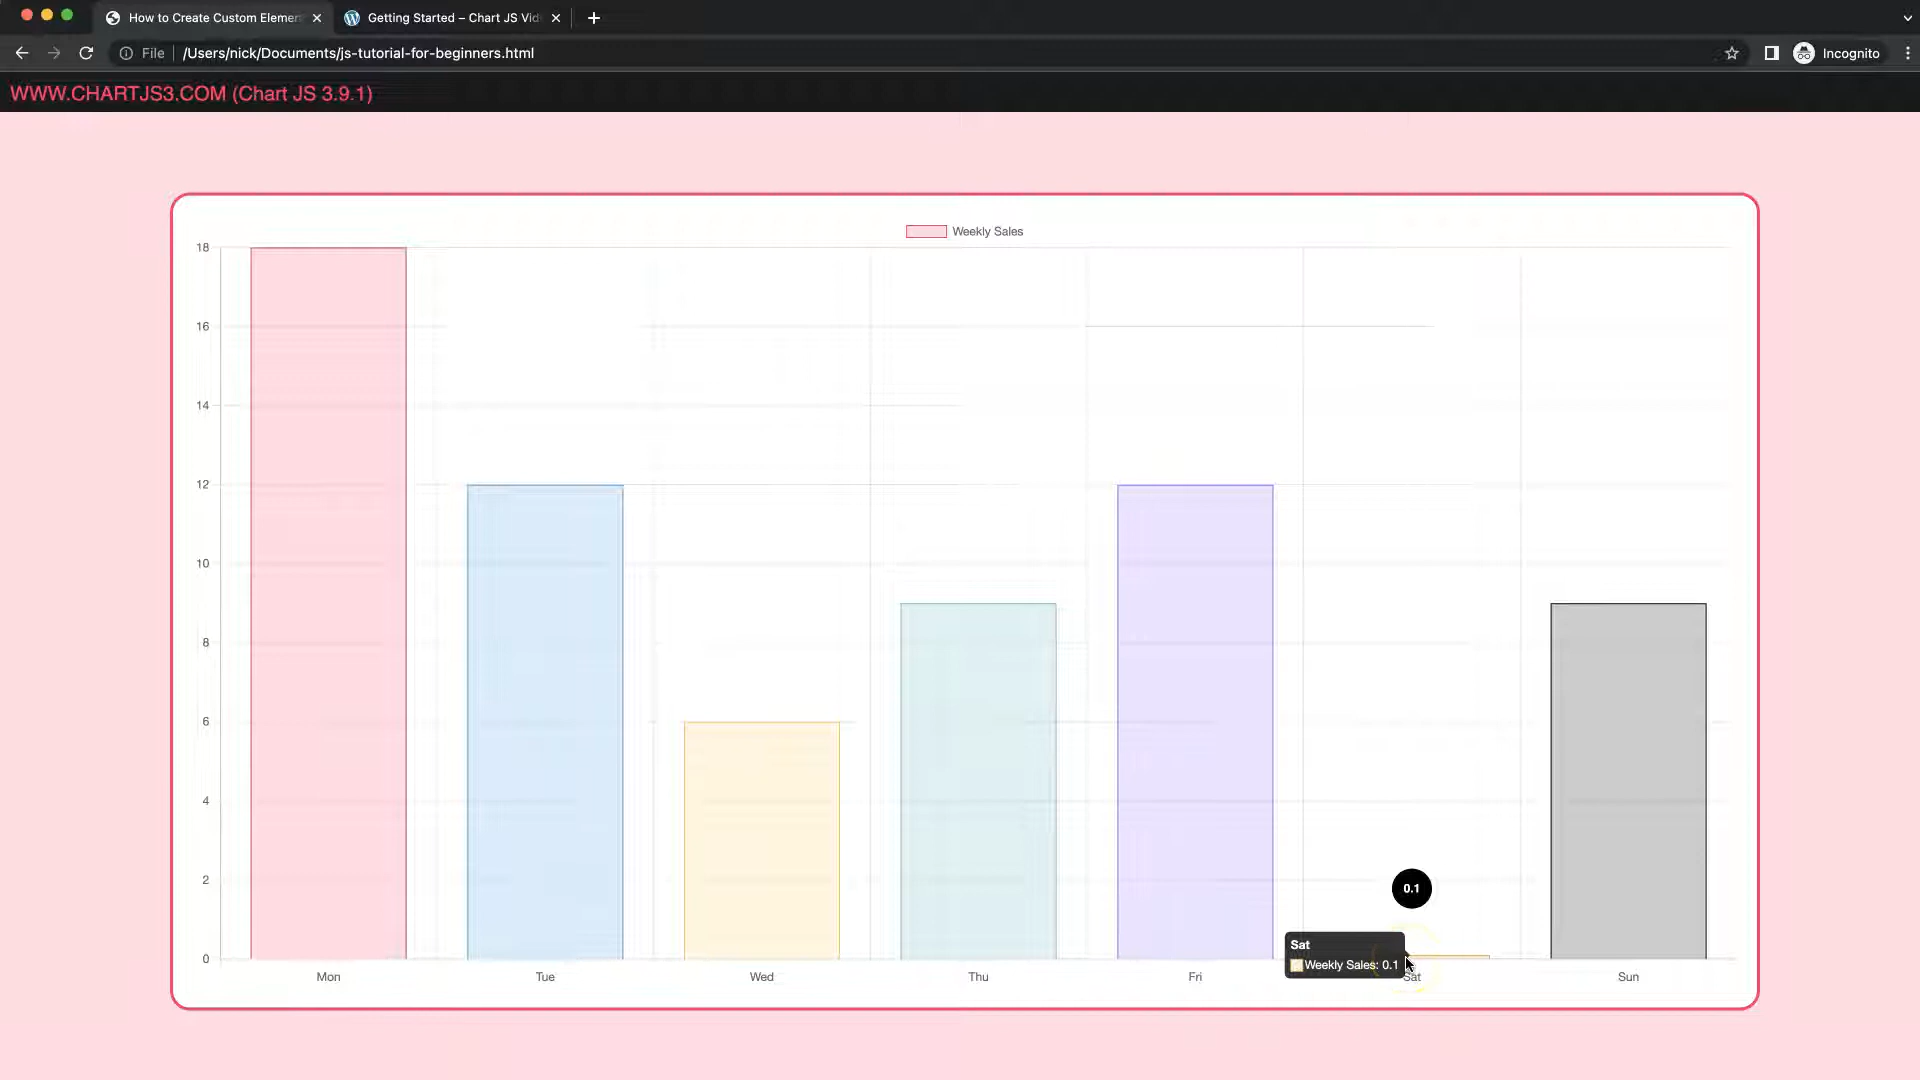 How to Create Custom Elemen
Getting Started – Chart JS Vid
File
/Users/nick/Documents/js-tutorial-for-beginners.html
Incognito
WWW.CHARTJS3.COM (Chart JS 3.9.1)
Weekly Sales
18
16
14
12
10
8
6
4
2
0
0.1
Sat
Weekly Sales: 0.1
Mon
Tue
Wed
Thu
Fri
Sat
Sun